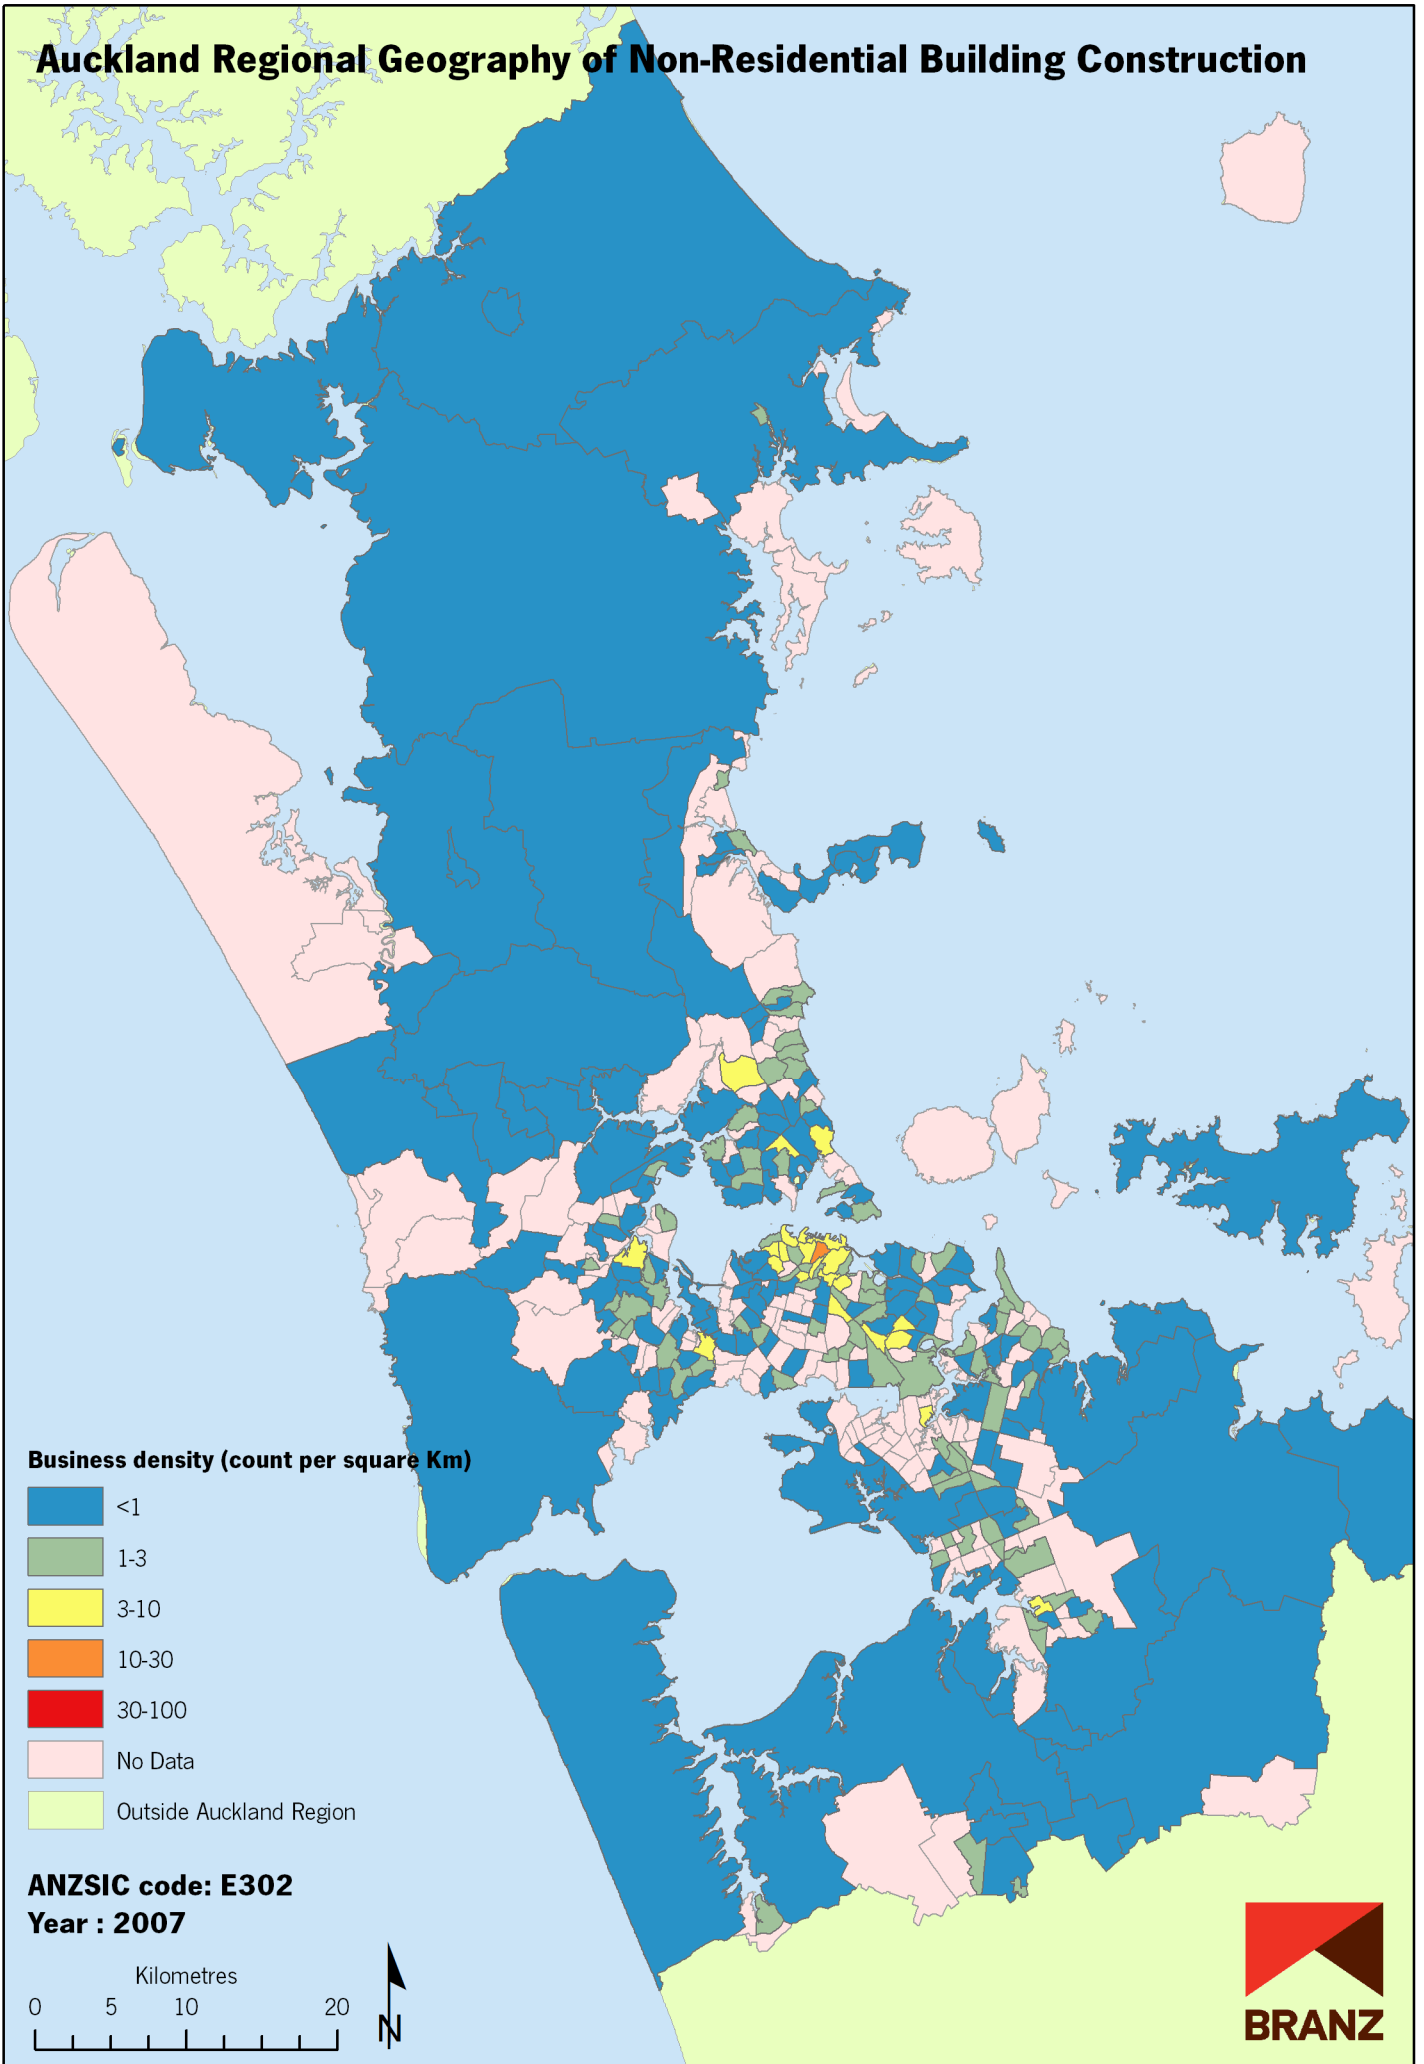 Auckland Regional Geography of Non-Residential Building Construction
Business density (count per square Km)
<1
1-3
3-10
10-30
30-100
No Data
Outside Auckland Region
ANZSIC code: E302
Year : 2007
Kilometres
0 5 10 20
N
BRANZ